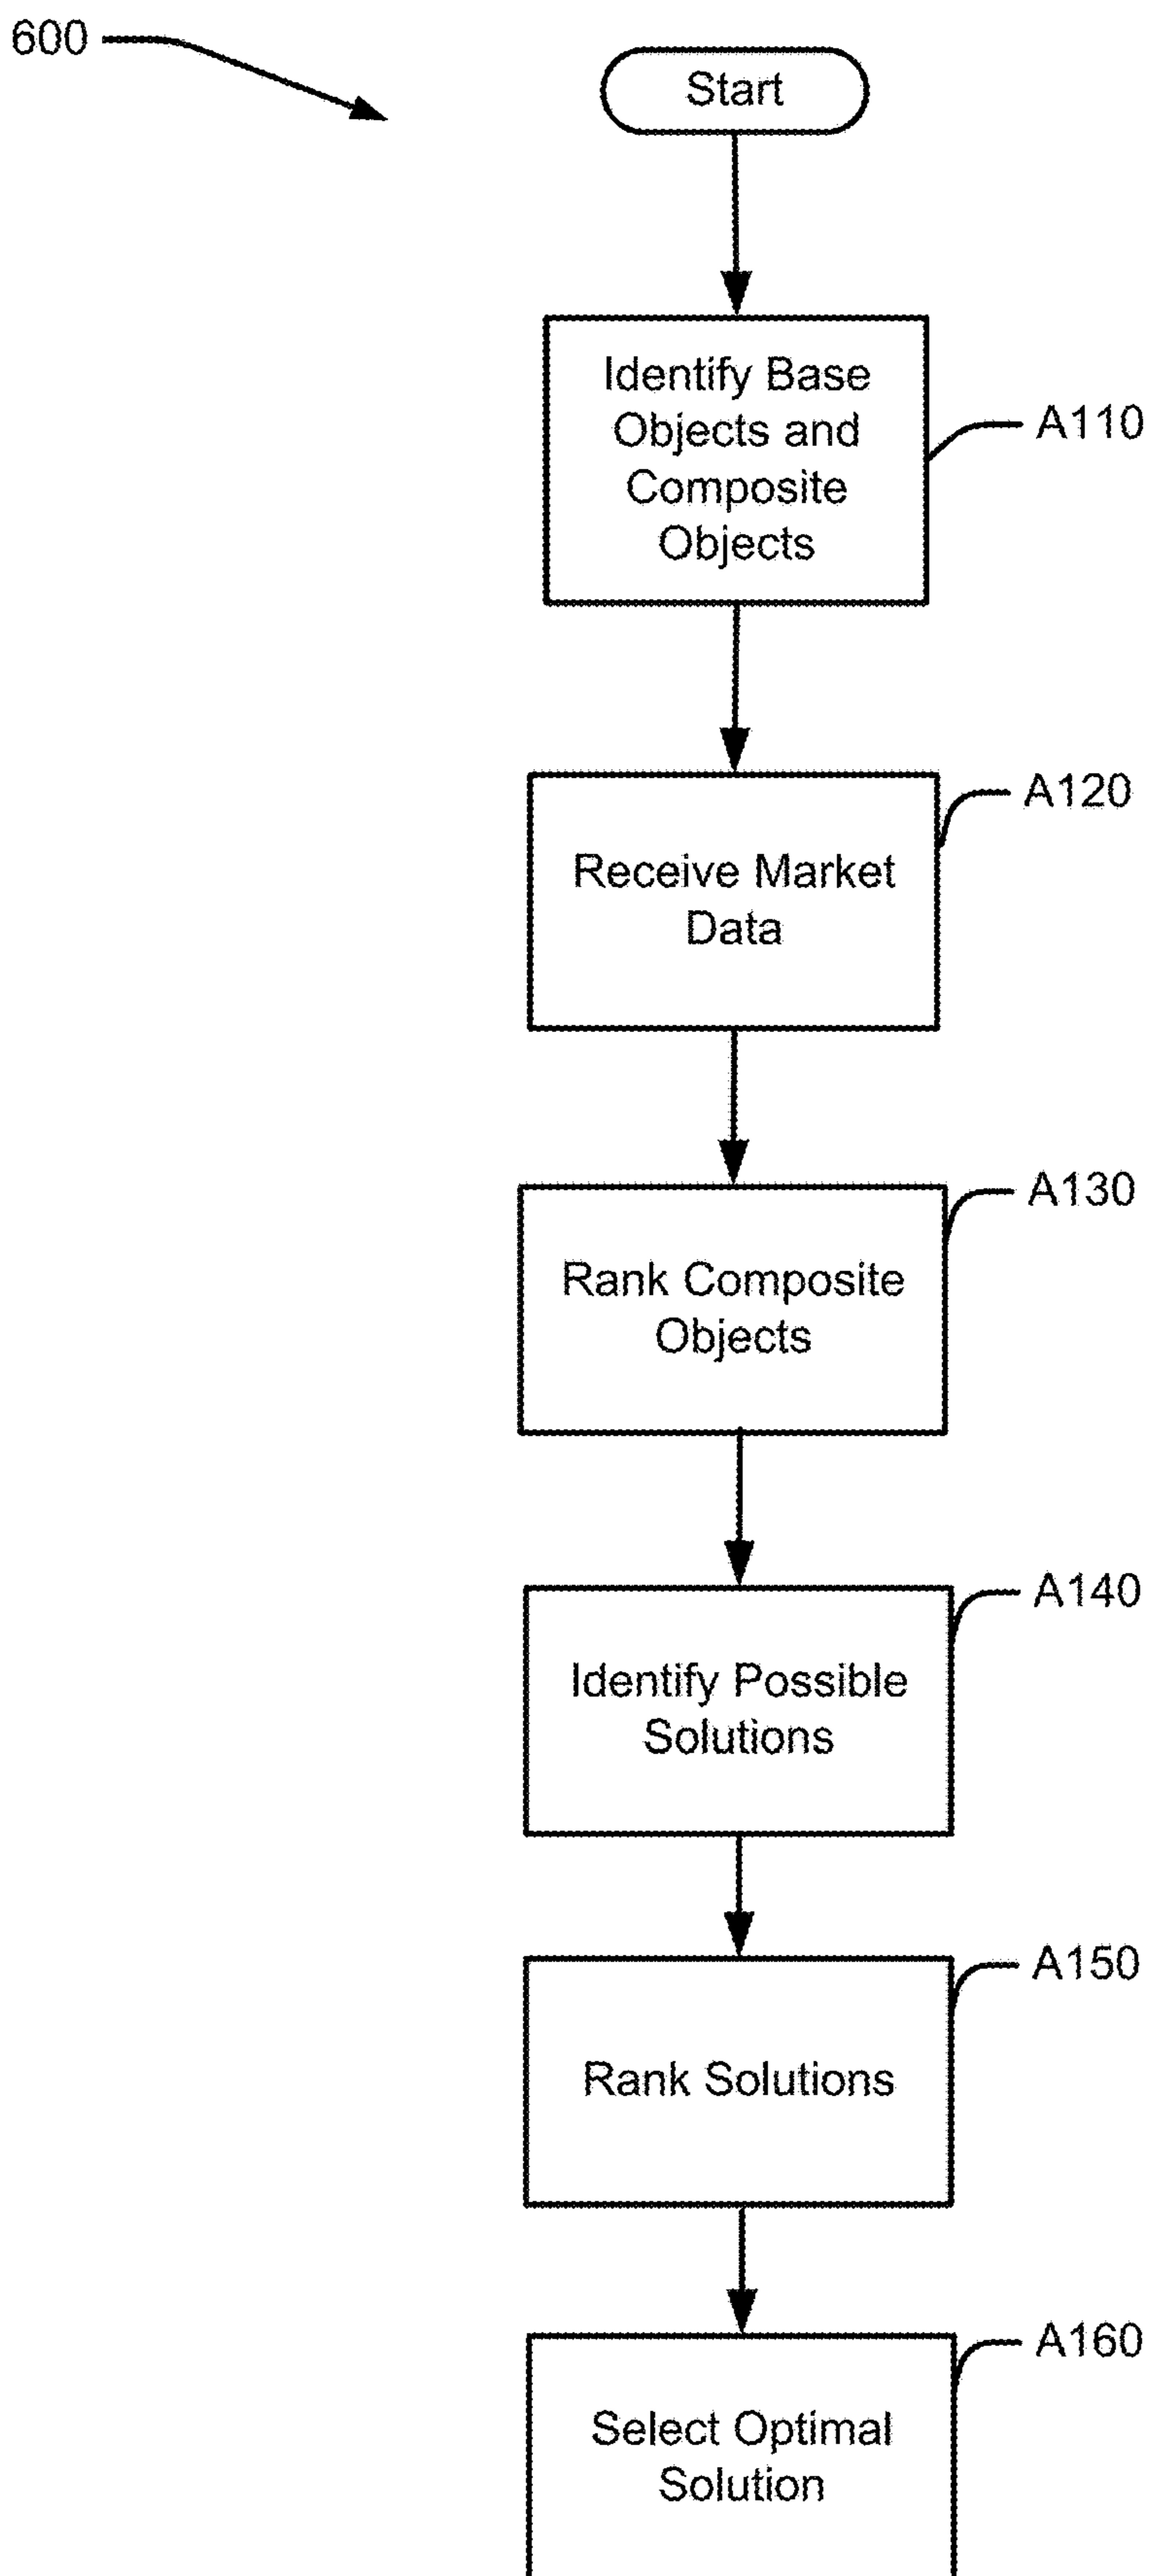 600
Start
Identify Base
Objects and
Composite
Objects
A110
A120
Receive Market
Data
A130
Rank Composite
Objects
A140
Identify Possible
Solutions
A150
Rank Solutions
A160
Select Optimal
Solution